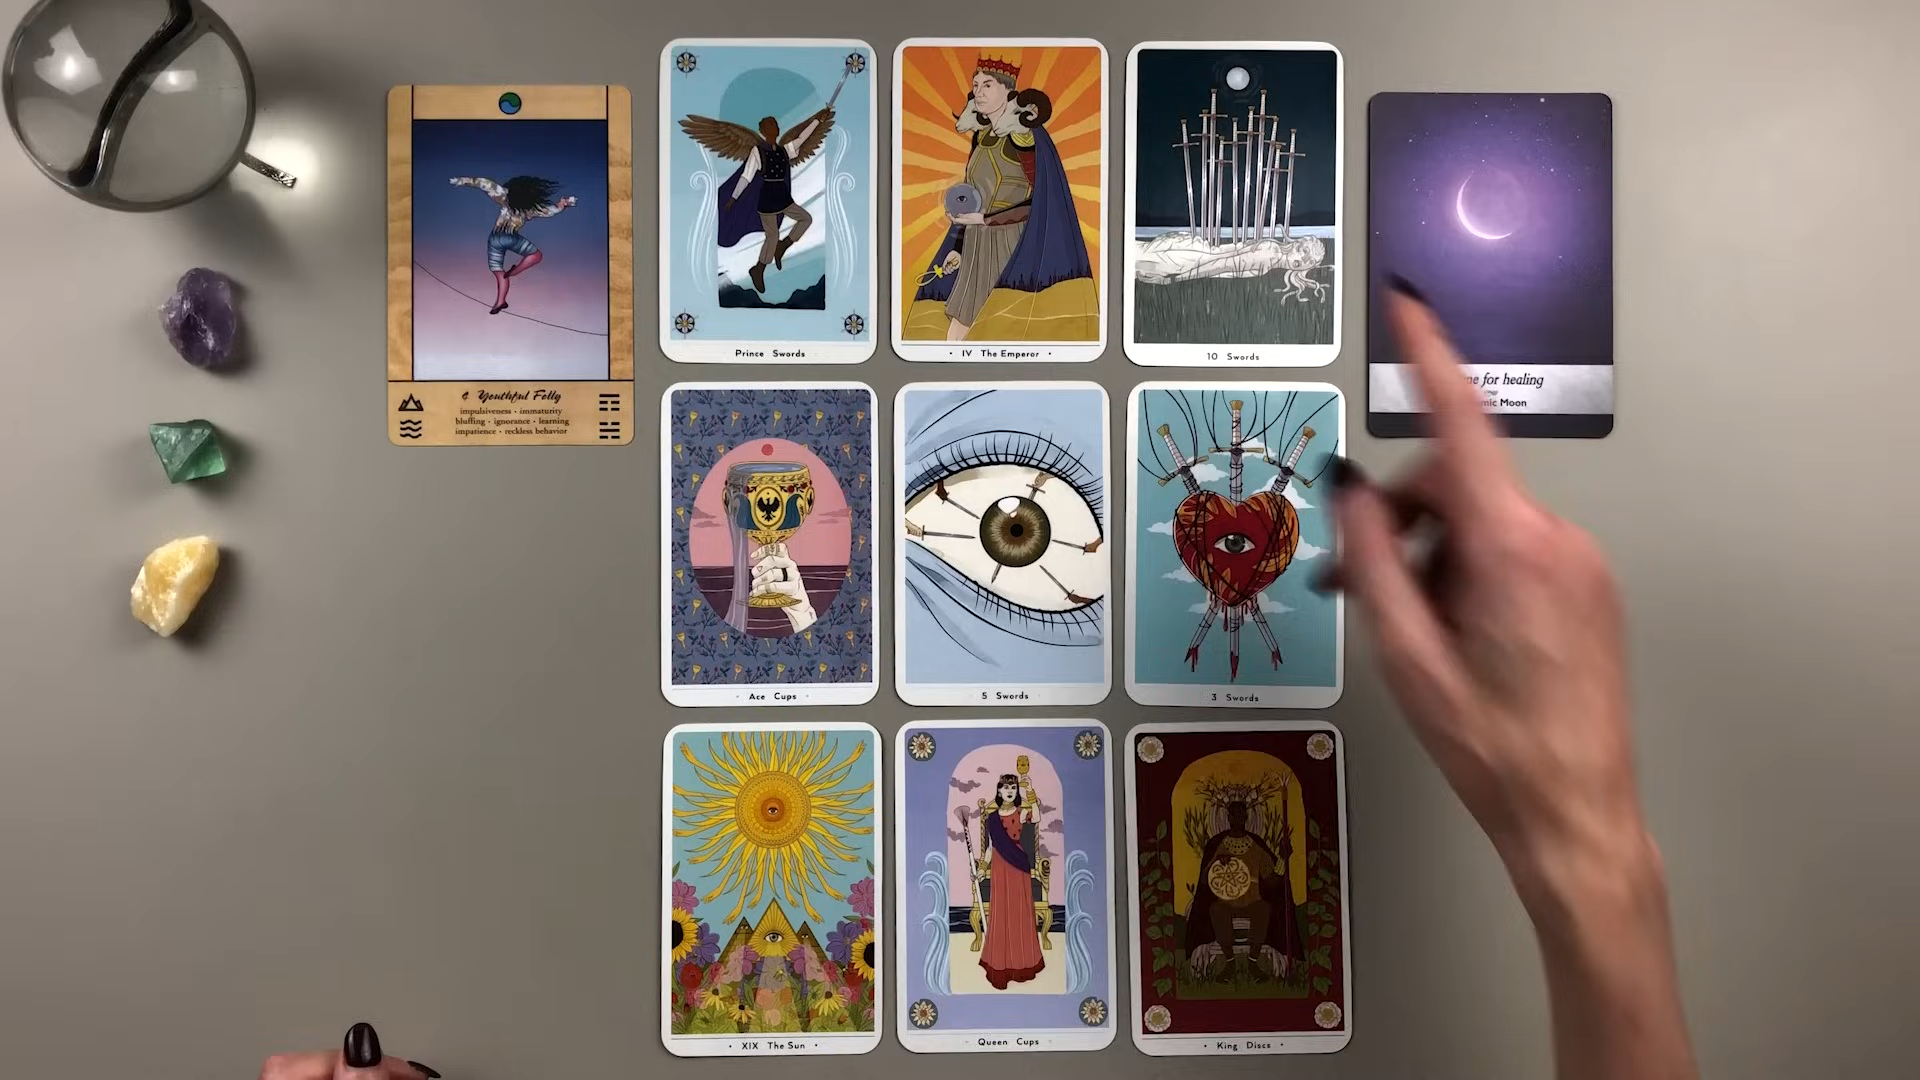 Prince Swords
• IV The Emperor •
10 Swords
4 Youthful Folly
impulsiveness • immaturity
bluffing • ignorance • learning
impatience • reckless behavior
for healing
Moon
Ace Cups
5 Swords
3 Swords
• XIX The Sun •
Queen Cups
• King Discs •